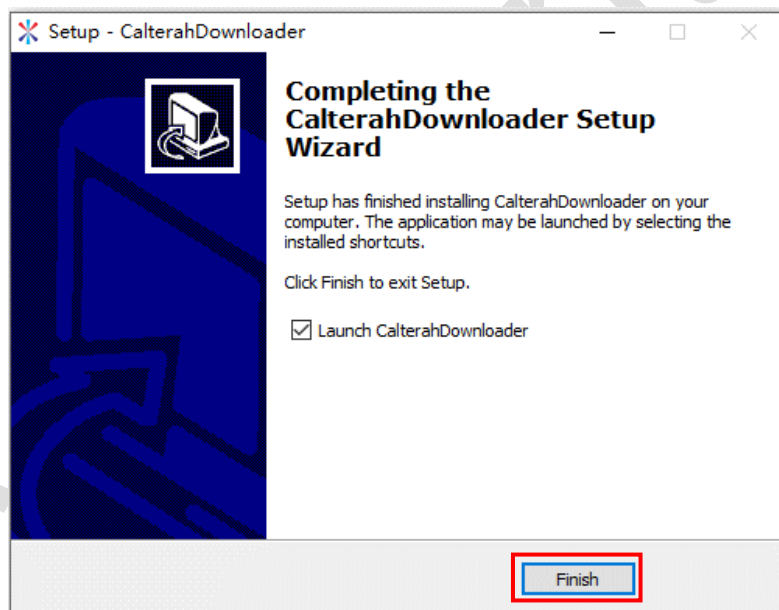 Setup - CalterahDownloader
Completing the
CalterahDownloader Setup
Wizard
Setup has finished installing CalterahDownloader on your
computer. The application may be launched by selecting the
installed shortcuts.
Click Finish to exit Setup.
Launch CalterahDownloader
Finish